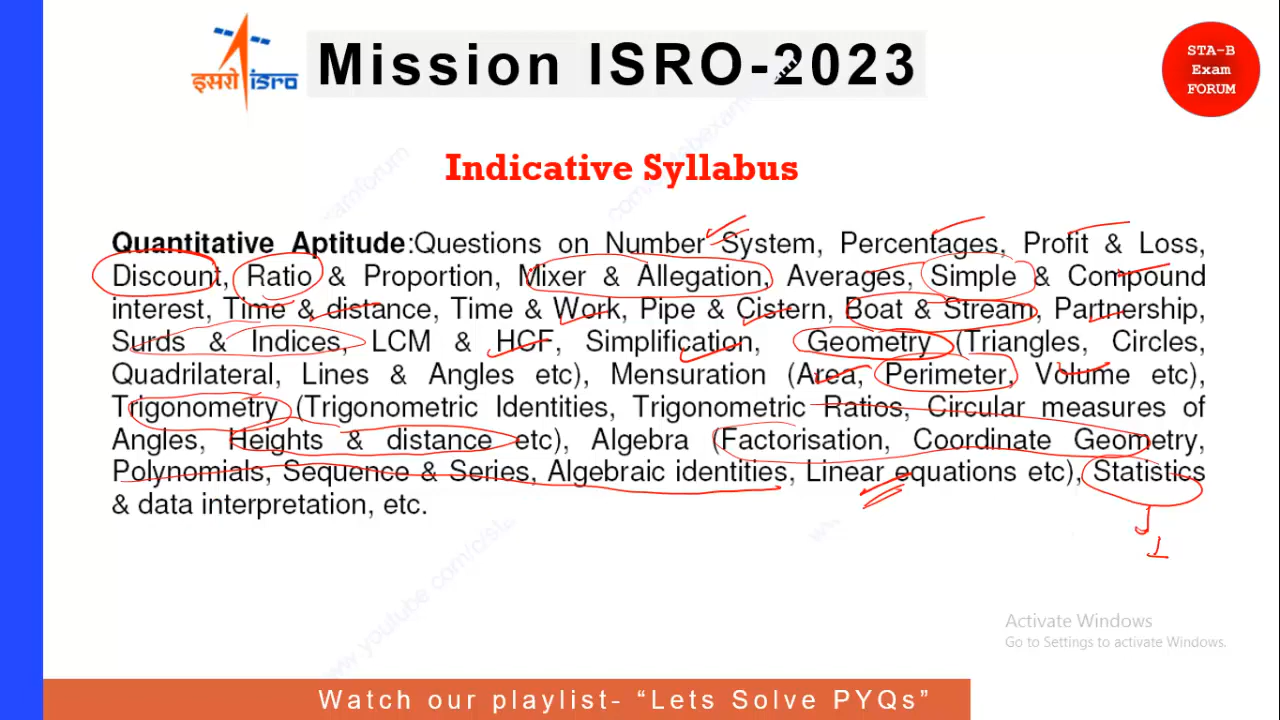 इसरो isro
Mission ISRO-2023
STA-B
Exam
FORUM
Indicative Syllabus
Quantitative Aptitude:Questions on Number System, Percentages, Profit & Loss,
Discount, Ratio & Proportion, Mixer & Allegation, Averages, Simple & Compound
interest, Time & distance, Time & Work, Pipe & Cistern, Boat & Stream, Partnership,
Surds & Indices, LCM & HCF, Simplification, Geometry (Triangles, Circles,
Quadrilateral, Lines & Angles etc), Mensuration (Area, Perimeter, Volume etc),
Trigonometry (Trigonometric Identities, Trigonometric Ratios, Circular measures of
Angles, Heights & distance etc), Algebra (Factorisation, Coordinate Geometry,
Polynomials, Sequence & Series, Algebraic identities, Linear equations etc), Statistics
& data interpretation, etc.
Activate Windows
Go to Settings to activate Windows.
Watch our playlist- “Lets Solve PYQs”